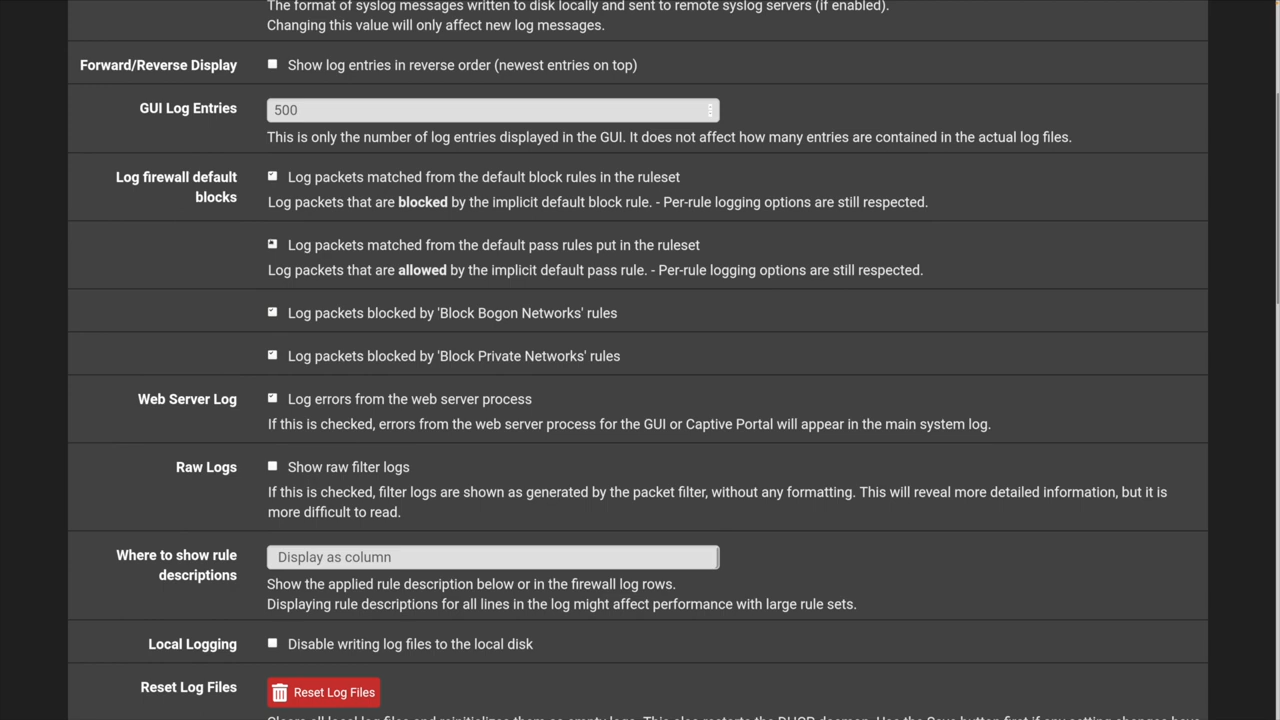 The format of syslog messages written to disk locally and sent to remote syslog servers (if enabled).
Changing this value will only affect new log messages.
Forward/Reverse Display
Show log entries in reverse order (newest entries on top)
GUI Log Entries
500
This is only the number of log entries displayed in the GUI. It does not affect how many entries are contained in the actual log files.
Log firewall default
blocks
Log packets matched from the default block rules in the ruleset
Log packets that are blocked by the implicit default block rule. - Per-rule logging options are still respected.
Log packets matched from the default pass rules put in the ruleset
Log packets that are allowed by the implicit default pass rule. - Per-rule logging options are still respected.
Log packets blocked by 'Block Bogon Networks' rules
Log packets blocked by 'Block Private Networks' rules
Web Server Log
Log errors from the web server process
If this is checked, errors from the web server process for the GUI or Captive Portal will appear in the main system log.
Raw Logs
Show raw filter logs
If this is checked, filter logs are shown as generated by the packet filter, without any formatting. This will reveal more detailed information, but it is
more difficult to read.
Where to show rule
descriptions
Display as column
Show the applied rule description below or in the firewall log rows.
Displaying rule descriptions for all lines in the log might affect performance with large rule sets.
Local Logging
Disable writing log files to the local disk
Reset Log Files
Reset Log Files